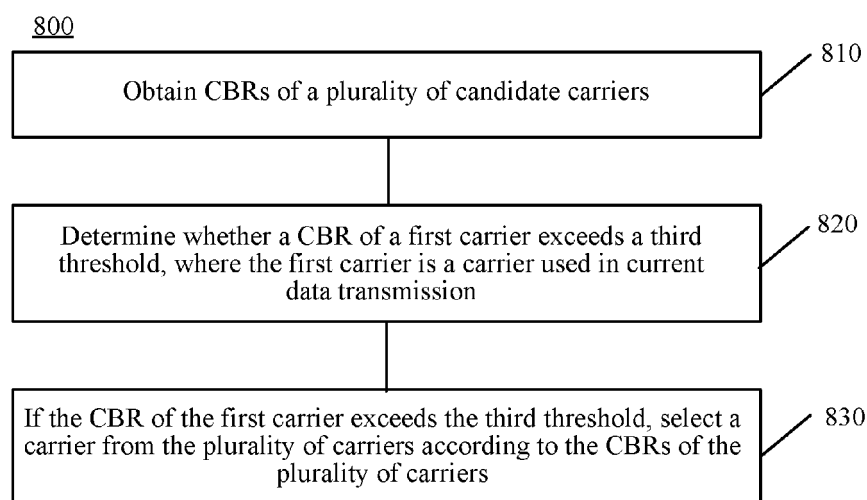 800
810
Obtain CBRs of a plurality of candidate carriers
820
Determine whether a CBR of a first carrier exceeds a third
threshold, where the first carrier is a carrier used in current
data transmission
830
If the CBR of the first carrier exceeds the third threshold, select a
carrier from the plurality of carriers according to the CBRs of the
plurality of carriers